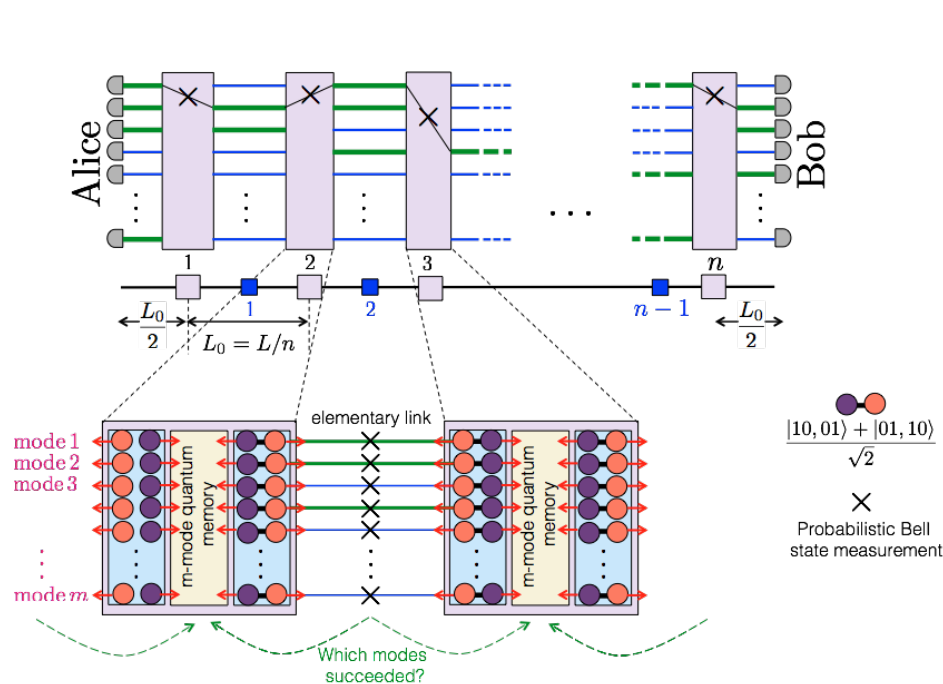 Alice
Bob
1
2
3
n
1
2
n − 1
L₀/2
L₀ = L/n
L₀/2
elementary link
mode 1
mode 2
mode 3
mode m
m-mode quantum
memory
m-mode quantum
memory
|10, 01⟩ + |01, 10⟩
√2
Probabilistic Bell
state measurement
Which modes
succeeded?